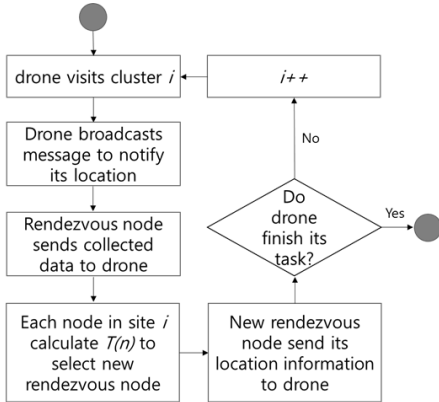 drone visits cluster i
i++
Drone broadcasts
message to notify
its location
No
Rendezvous node
sends collected
data to drone
Do
drone
finish its
task?
Yes
Each node in site i
calculate T(n) to
select new
rendezvous node
New rendezvous
node send its
location information
to drone